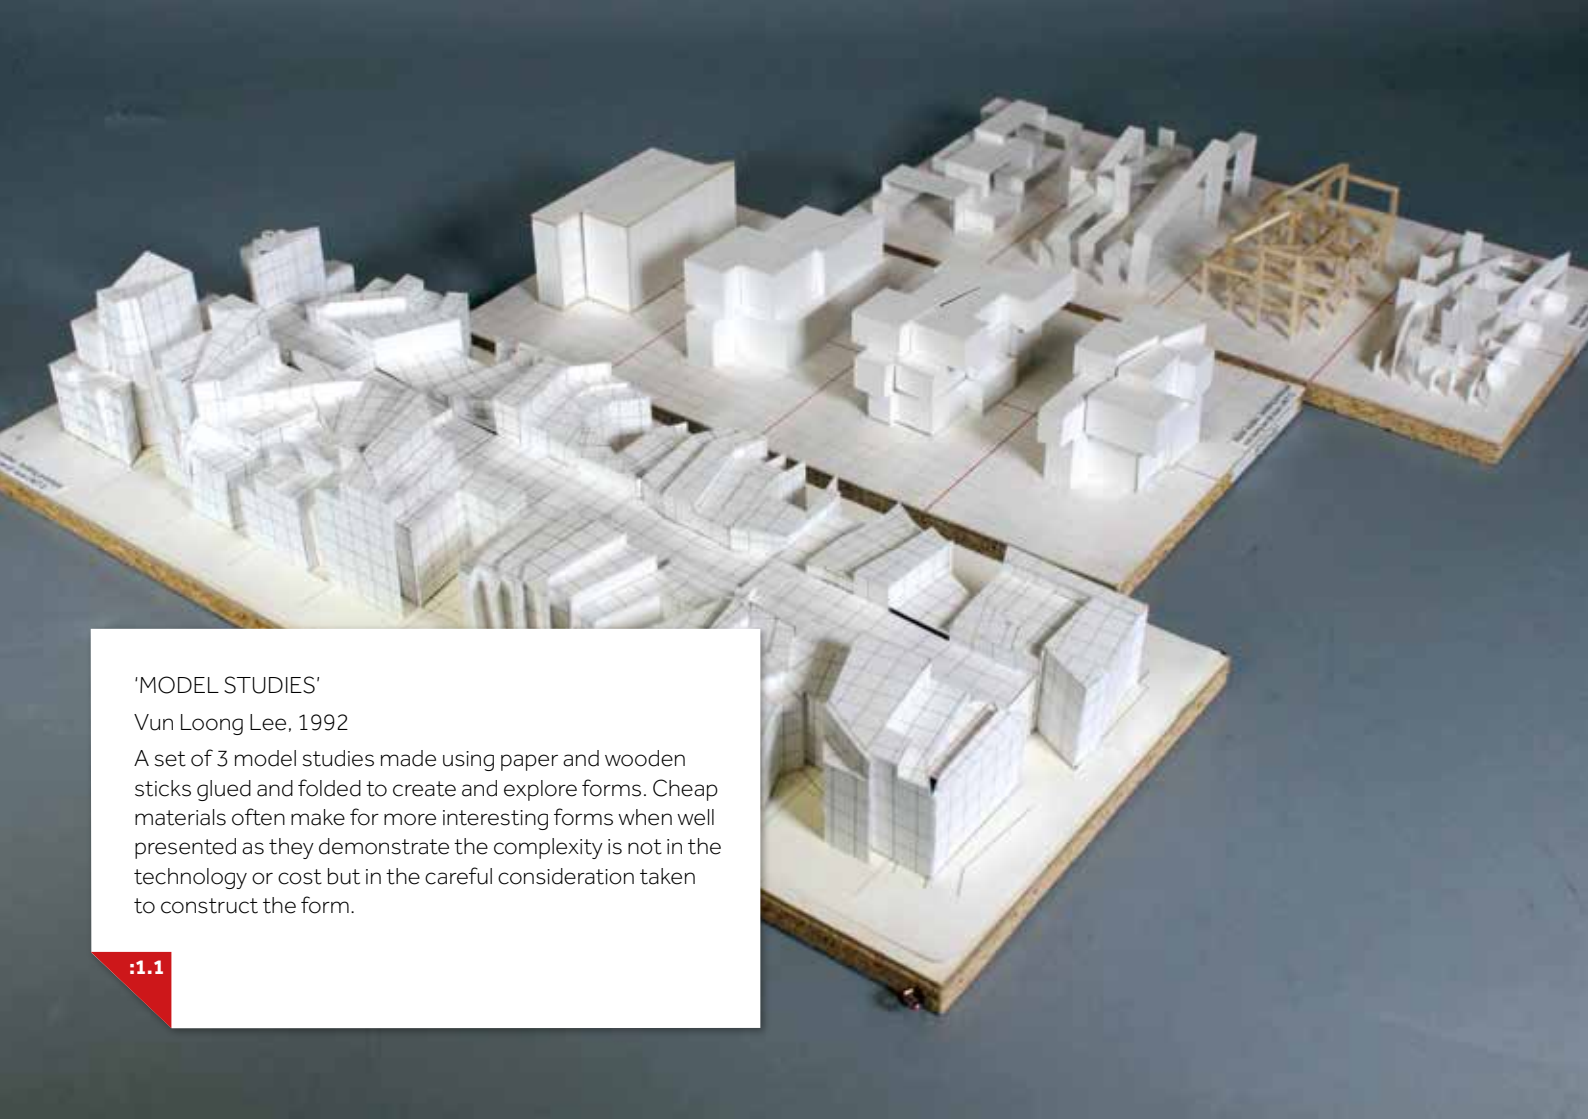 'MODEL STUDIES'
Vun Loong Lee, 1992
A set of 3 model studies made using paper and wooden
sticks glued and folded to create and explore forms. Cheap
materials often make for more interesting forms when well
presented as they demonstrate the complexity is not in the
technology or cost but in the careful consideration taken
to construct the form.
:1.1